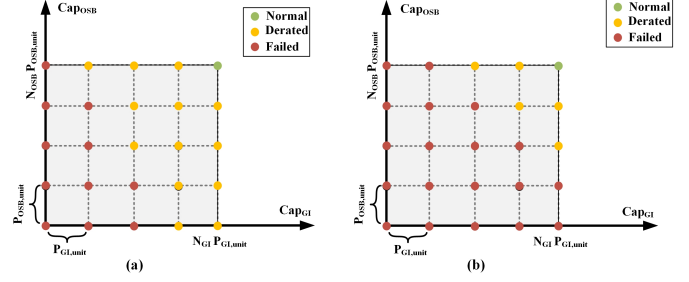 Cap_OSB
Normal
Derated
Failed
N_OSB P_OSB,unit
P_OSB,unit
Cap_GI
P_GI,unit
N_GI P_GI,unit
(a)
Cap_OSB
Normal
Derated
Failed
N_OSB P_OSB,unit
P_OSB,unit
Cap_GI
P_GI,unit
N_GI P_GI,unit
(b)